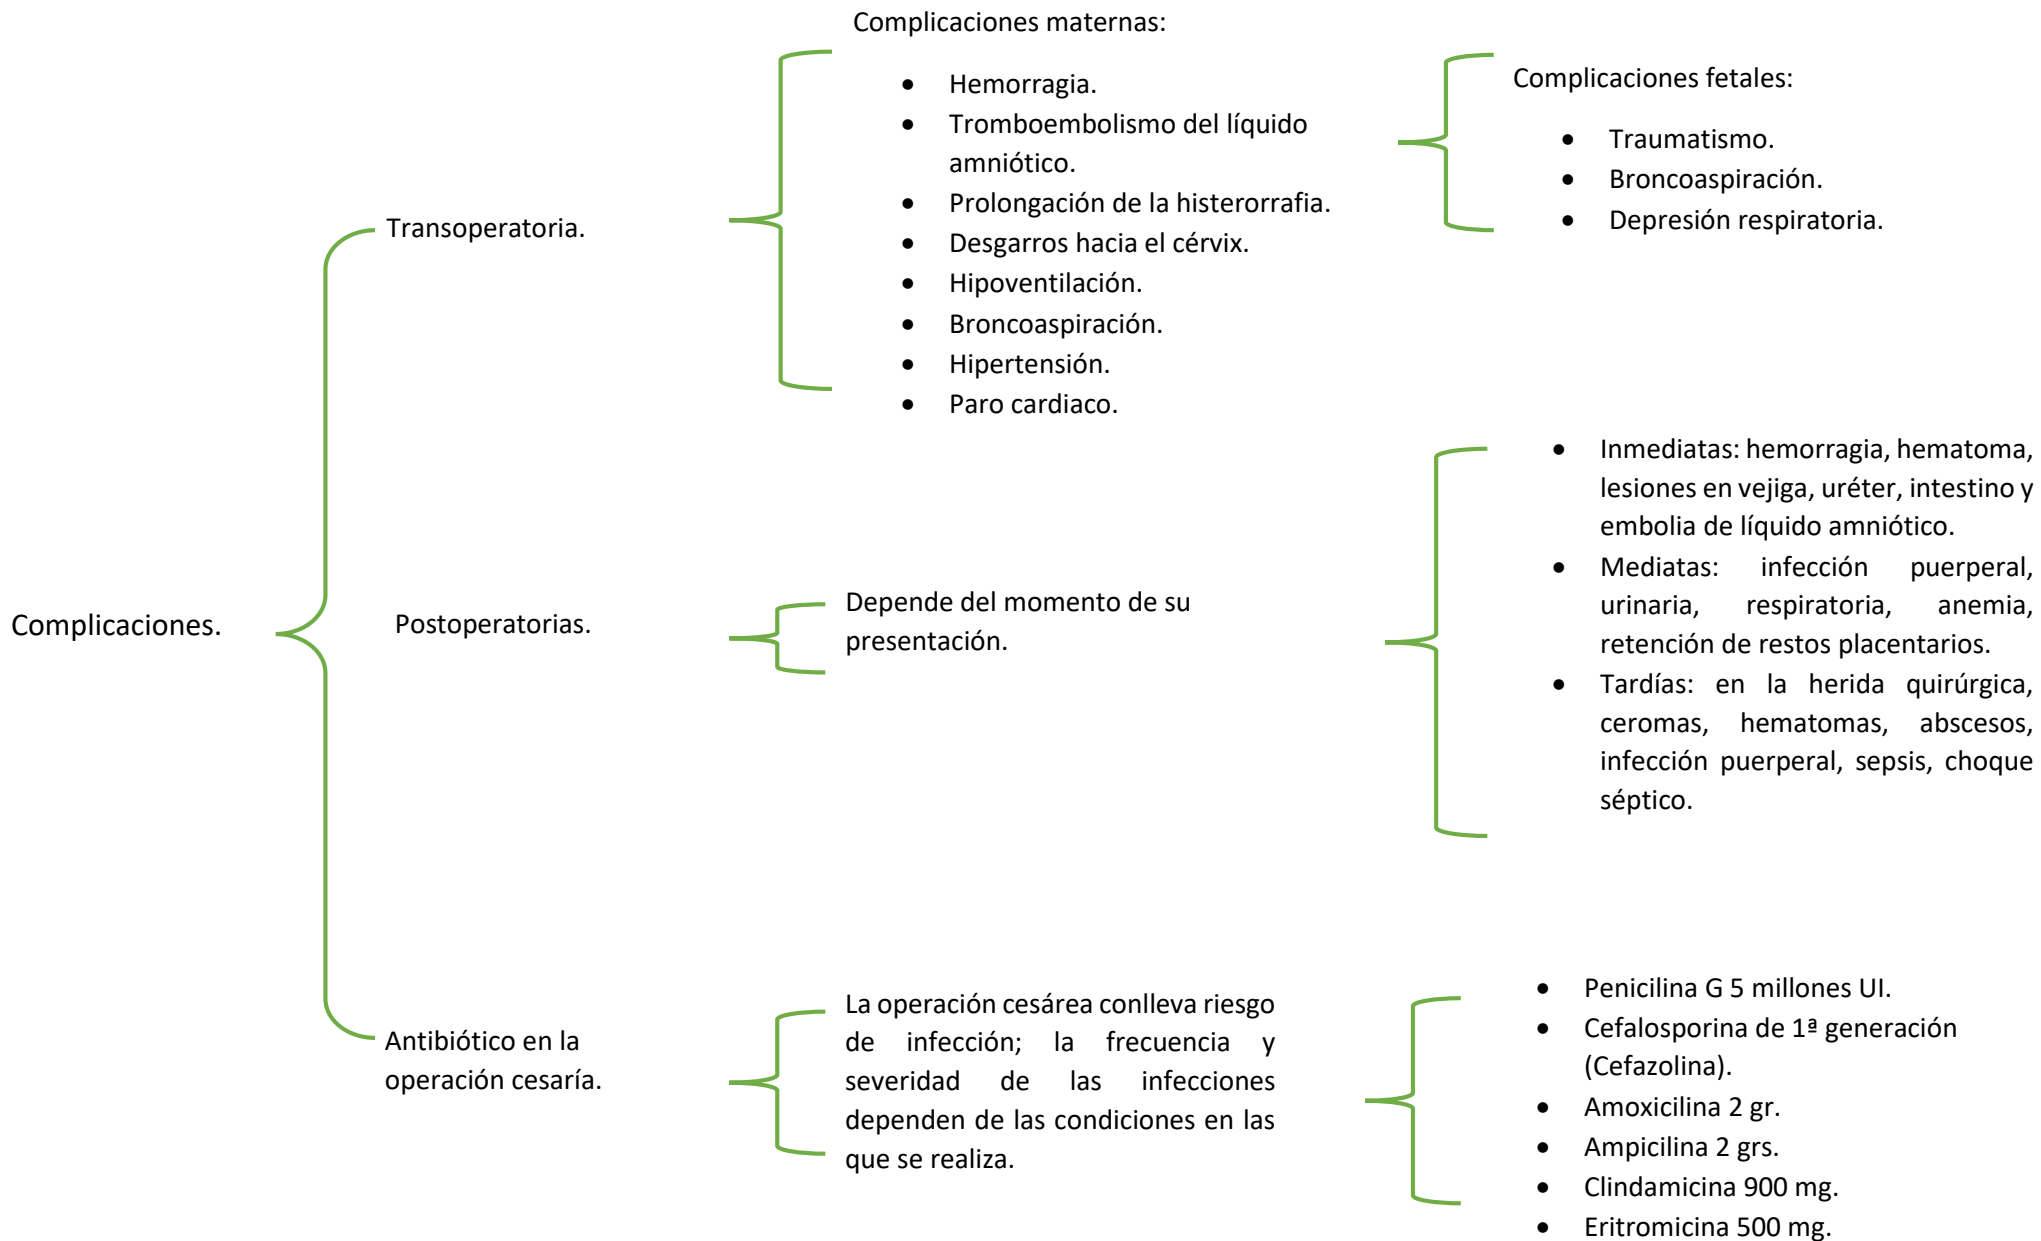 Complicaciones.
Transoperatoria.
Complicaciones maternas:
• Hemorragia.
• Tromboembolismo del líquido
amniótico.
• Prolongación de la histerorrafia.
• Desgarros hacia el cérvix.
• Hipoventilación.
• Broncoaspiración.
• Hipertensión.
• Paro cardiaco.
Complicaciones fetales:
• Traumatismo.
• Broncoaspiración.
• Depresión respiratoria.
Postoperatorias.
Depende del momento de su
presentación.
• Inmediatas: hemorragia, hematoma,
lesiones en vejiga, uréter, intestino y
embolia de líquido amniótico.
• Mediatas: infección puerperal,
urinaria, respiratoria, anemia,
retención de restos placentarios.
• Tardías: en la herida quirúrgica,
ceromas, hematomas, abscesos,
infección puerperal, sepsis, choque
séptico.
Antibiótico en la
operación cesaría.
La operación cesárea conlleva riesgo
de infección; la frecuencia y
severidad de las infecciones
dependen de las condiciones en las
que se realiza.
• Penicilina G 5 millones UI.
• Cefalosporina de 1ª generación
(Cefazolina).
• Amoxicilina 2 gr.
• Ampicilina 2 grs.
• Clindamicina 900 mg.
• Eritromicina 500 mg.